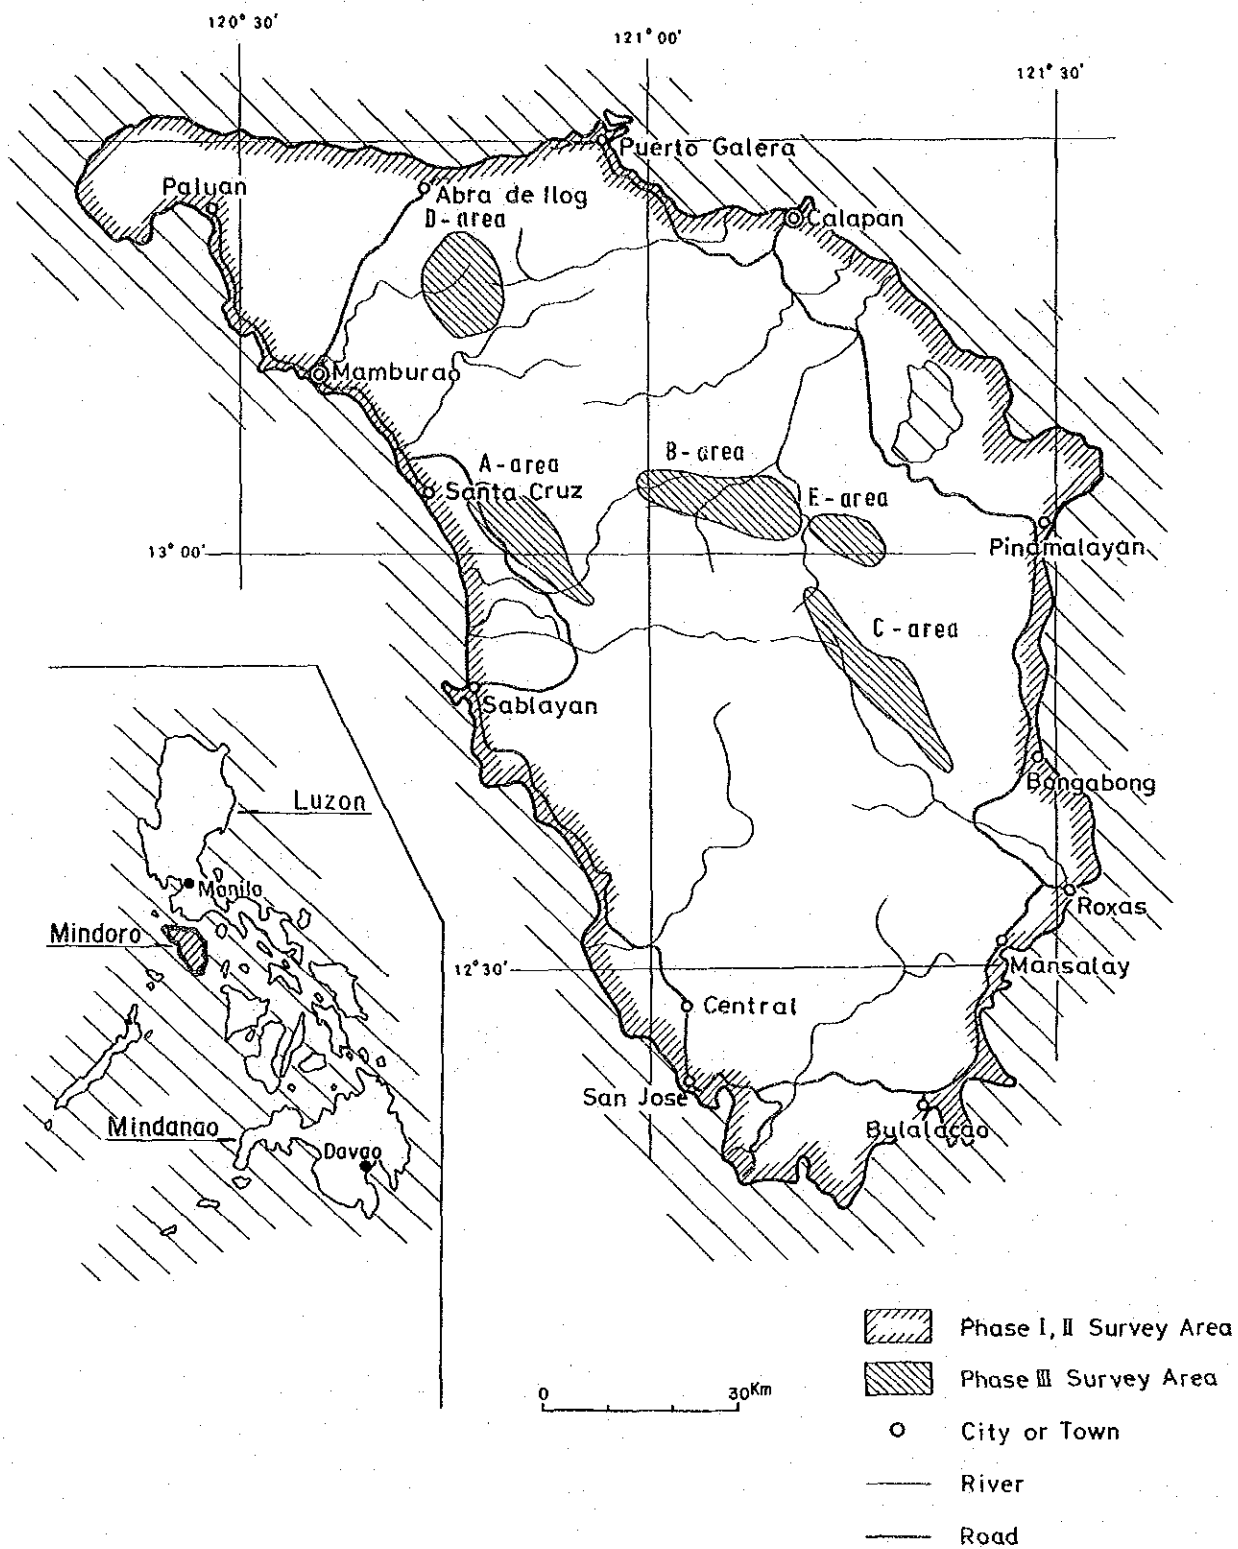 120° 30'
121° 00'
121° 30'
Puerto Galera
Paluan
Abra de Ilog
D-area
Calapan
Mamburao
A-area
B-area
Santa Cruz
E-area
13° 00'
Pinamalayan
C-area
Sablayan
Bongabong
Luzon
Manila
Roxas
Mindoro
12° 30'
Mansalay
Central
San Jose
Bulalacao
Mindanao
Davao
Phase I, II Survey Area
0 30Km
Phase III Survey Area
City or Town
River
Road